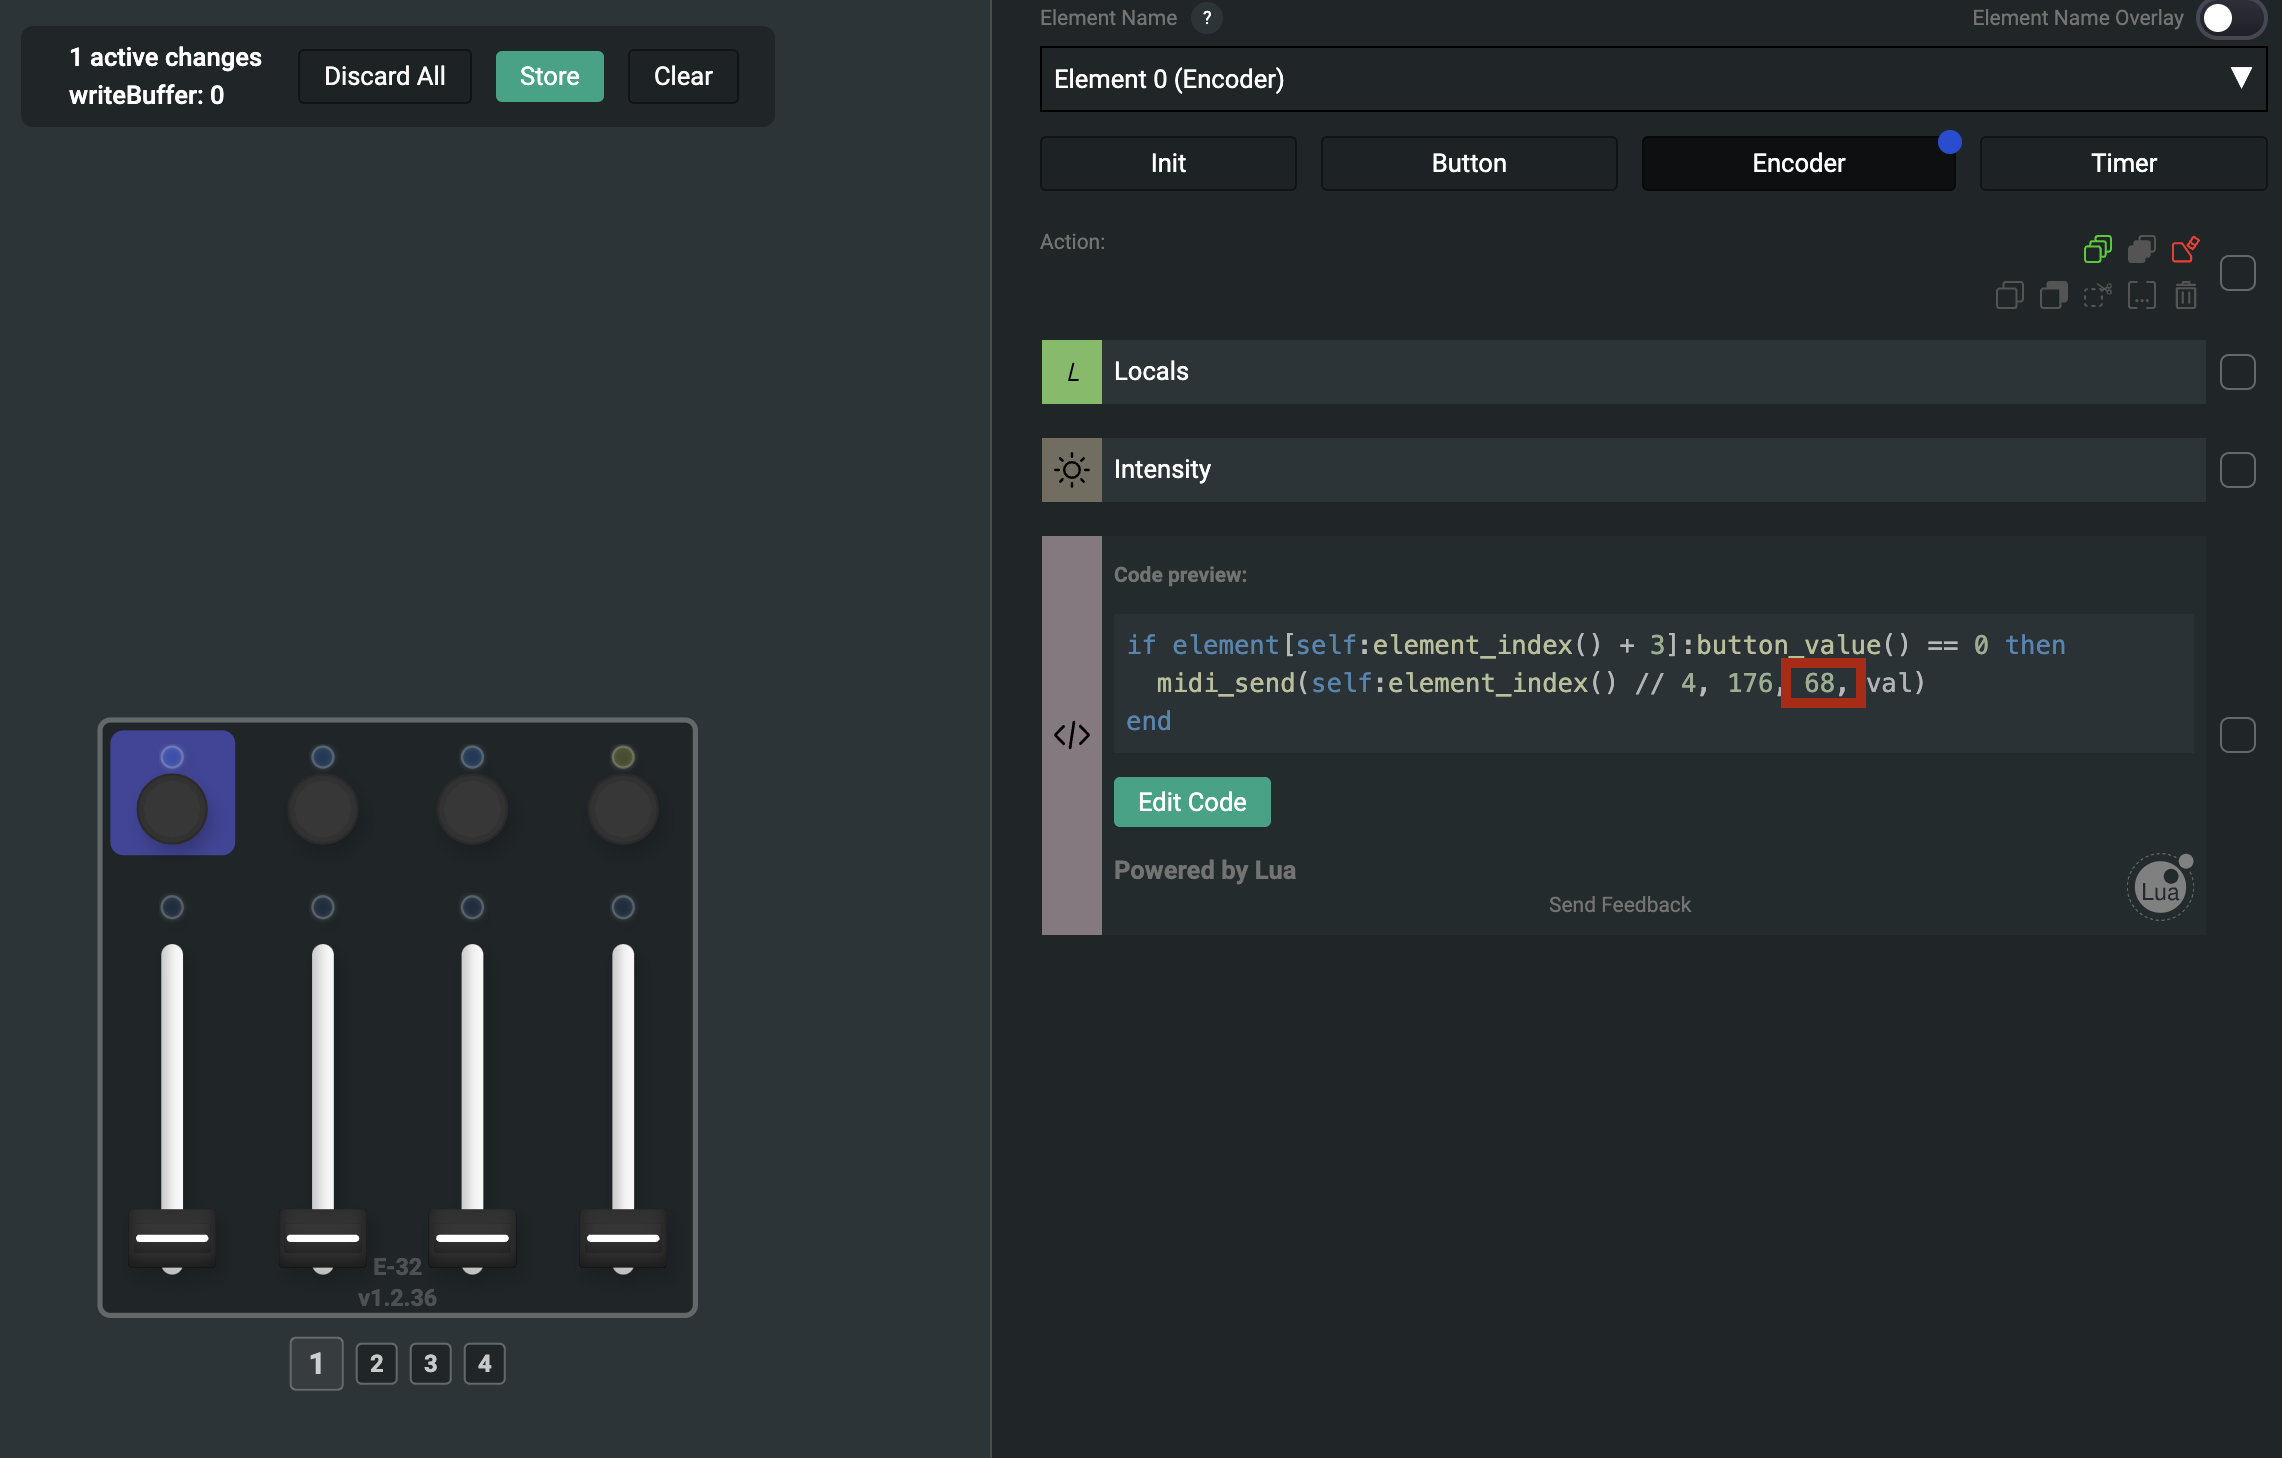 1 active changes
writeBuffer: 0
Discard All
Store
Clear
Element Name ?
Element Name Overlay
Element 0 (Encoder)
Init
Button
Encoder
Timer
Action:
L Locals
Intensity
Code preview:
if element[self:element_index() + 3]:button_value() == 0 then
midi_send(self:element_index() // 4, 176, 68, val)
end
</>
Edit Code
Powered by Lua
Send Feedback
Lua
E-32
v1.2.36
1 2 3 4